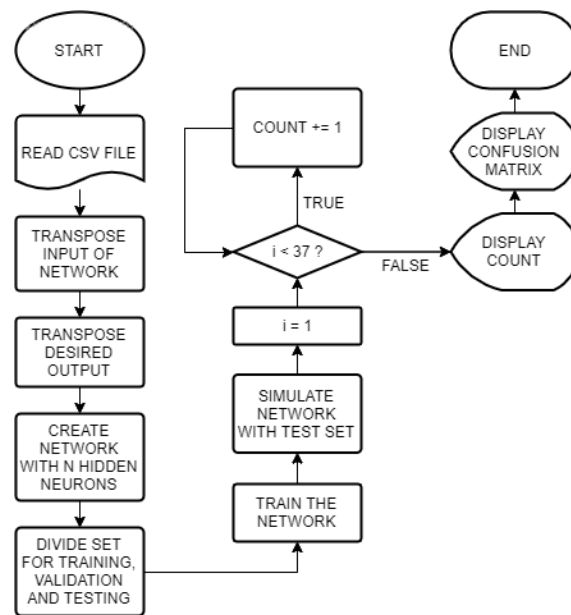 START
READ CSV FILE
TRANSPOSE
INPUT OF
NETWORK
TRANSPOSE
DESIRED
OUTPUT
CREATE
NETWORK
WITH N HIDDEN
NEURONS
DIVIDE SET
FOR TRAINING,
VALIDATION
AND TESTING
TRAIN THE
NETWORK
SIMULATE
NETWORK
WITH TEST SET
i = 1
i < 37 ?
TRUE
COUNT += 1
FALSE
DISPLAY
COUNT
DISPLAY
CONFUSION
MATRIX
END